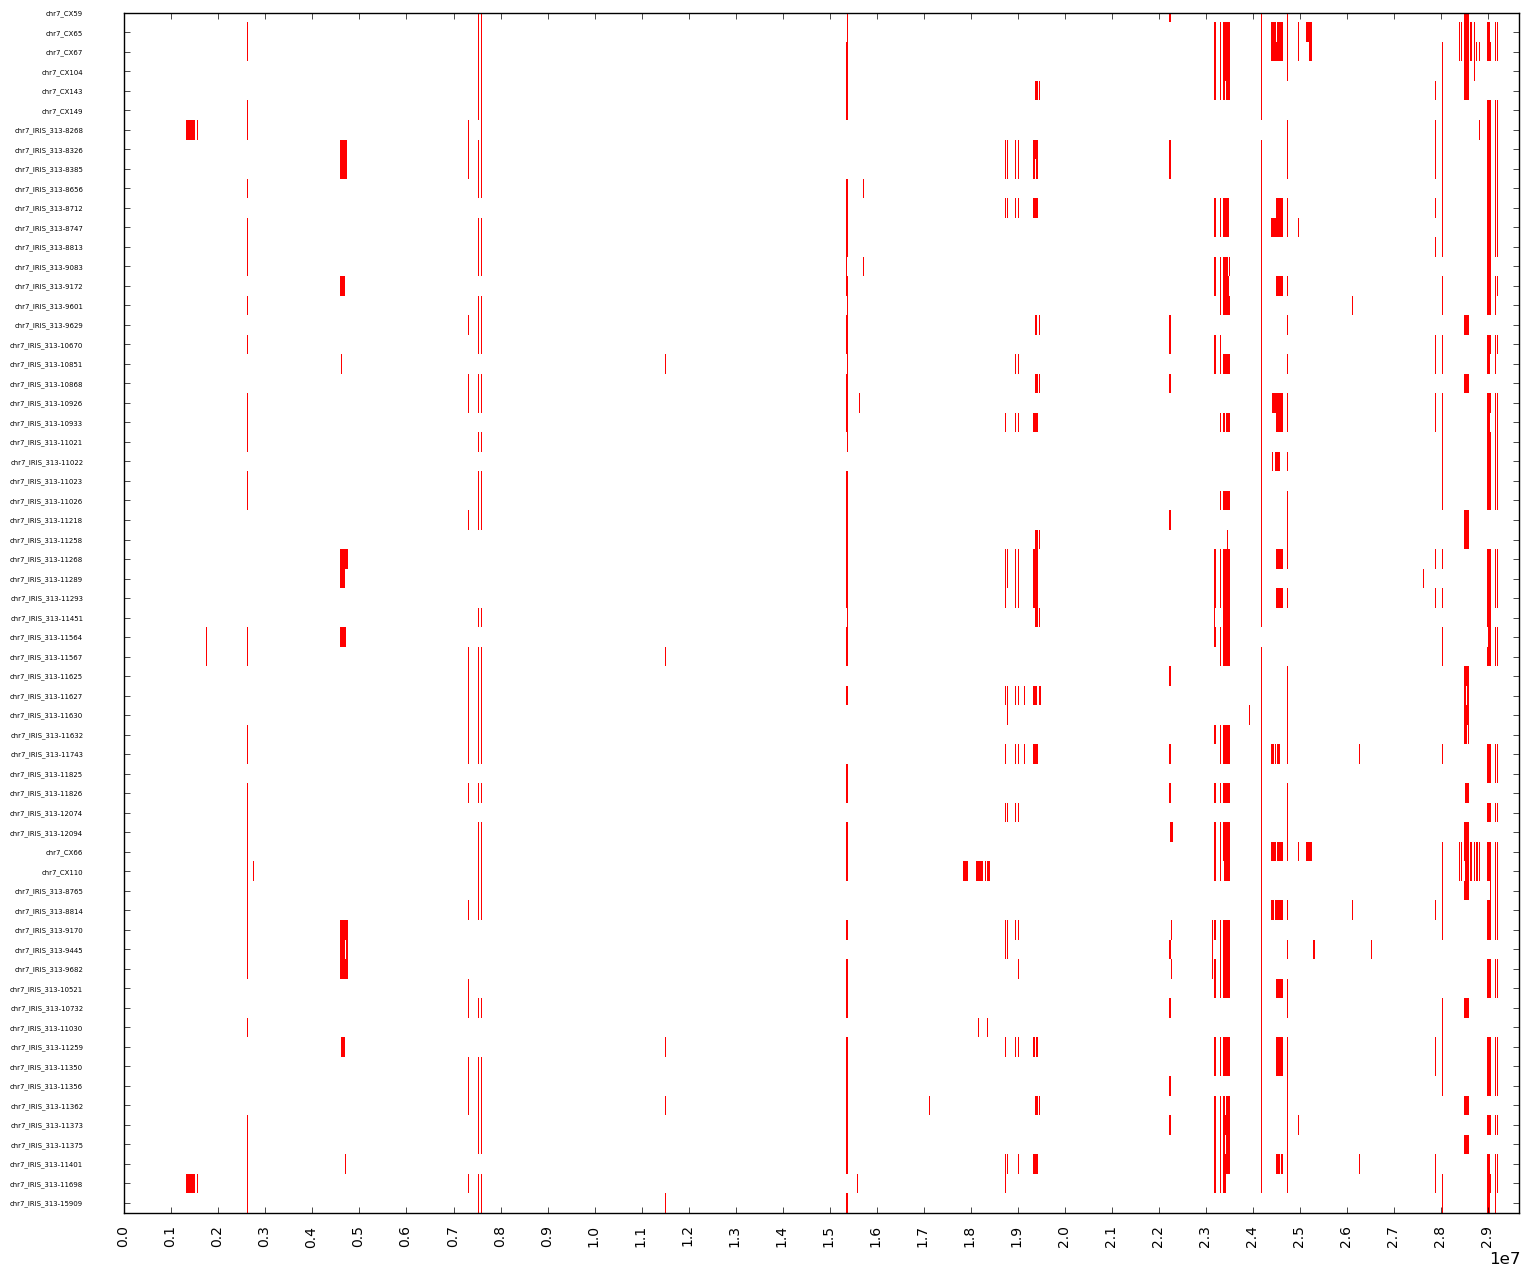 chr7_CX59
chr7_CX65
chr7_CX67
chr7_CX104
chr7_CX143
chr7_CX149
chr7_IRIS_313-8268
chr7_IRIS_313-8326
chr7_IRIS_313-8385
chr7_IRIS_313-8656
chr7_IRIS_313-8712
chr7_IRIS_313-8747
chr7_IRIS_313-8813
chr7_IRIS_313-9083
chr7_IRIS_313-9172
chr7_IRIS_313-9601
chr7_IRIS_313-9629
chr7_IRIS_313-10670
chr7_IRIS_313-10851
chr7_IRIS_313-10868
chr7_IRIS_313-10926
chr7_IRIS_313-10933
chr7_IRIS_313-11021
chr7_IRIS_313-11022
chr7_IRIS_313-11023
chr7_IRIS_313-11026
chr7_IRIS_313-11218
chr7_IRIS_313-11258
chr7_IRIS_313-11268
chr7_IRIS_313-11289
chr7_IRIS_313-11293
chr7_IRIS_313-11451
chr7_IRIS_313-11564
chr7_IRIS_313-11567
chr7_IRIS_313-11625
chr7_IRIS_313-11627
chr7_IRIS_313-11630
chr7_IRIS_313-11632
chr7_IRIS_313-11743
chr7_IRIS_313-11825
chr7_IRIS_313-11826
chr7_IRIS_313-12074
chr7_IRIS_313-12094
chr7_CX66
chr7_CX110
chr7_IRIS_313-8765
chr7_IRIS_313-8814
chr7_IRIS_313-9170
chr7_IRIS_313-9445
chr7_IRIS_313-9682
chr7_IRIS_313-10521
chr7_IRIS_313-10732
chr7_IRIS_313-11030
chr7_IRIS_313-11259
chr7_IRIS_313-11350
chr7_IRIS_313-11356
chr7_IRIS_313-11362
chr7_IRIS_313-11373
chr7_IRIS_313-11375
chr7_IRIS_313-11401
chr7_IRIS_313-11698
chr7_IRIS_313-15909
0.0 0.1 0.2 0.3 0.4 0.5 0.6 0.7 0.8 0.9 1.0 1.1 1.2 1.3 1.4 1.5 1.6 1.7 1.8 1.9 2.0 2.1 2.2 2.3 2.4 2.5 2.6 2.7 2.8 2.9
1e7